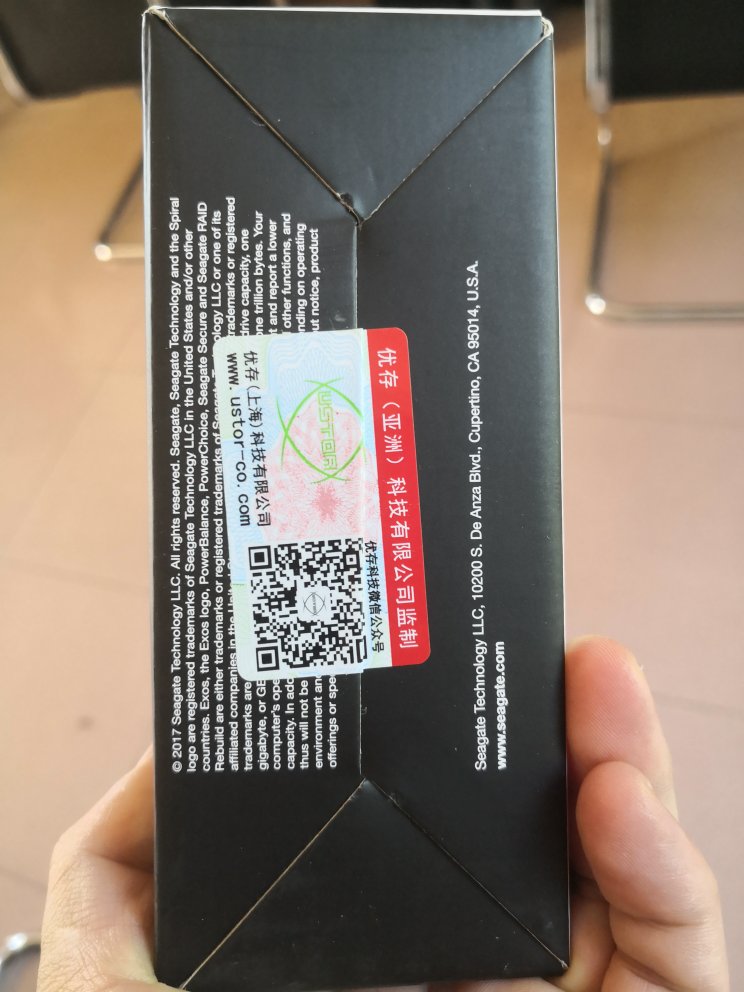 © 2017 Seagate Technology LLC. All rights reserved. Seagate, Seagate Technology and the Spiral
logo are registered trademarks of Seagate Technology LLC in the United States and/or other
countries. Exos, the Exos logo, PowerBalance, PowerChoice, Seagate Secure and Seagate RAID
Rebuild are either trademarks or registered trademarks of Seagate Technology LLC or one of its
affiliated companies in the United trademarks or registered
trademarks are drive capacity, one
gigabyte, or one trillion bytes. Your
computer's and report a lower
capacity. In other functions, and
thus will not be nding on operating
environment and ut notice, product
offerings or
优存(亚洲)科技有限公司监制
USTOR
优存(上海)科技有限公司
www.ustor-co.com
优存科技微信公众号
Seagate Technology LLC, 10200 S. De Anza Blvd., Cupertino, CA 95014, U.S.A.
www.seagate.com